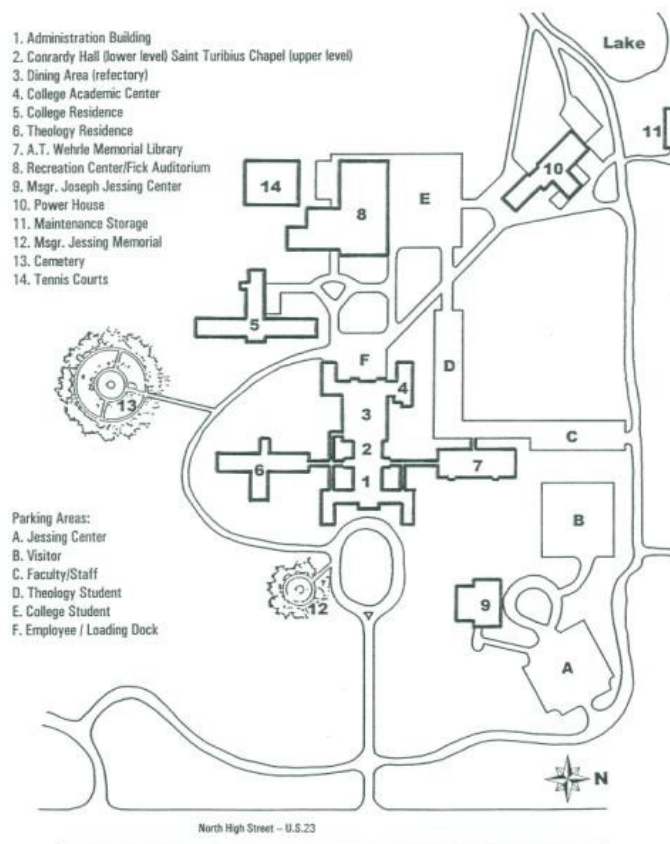 1. Administration Building
2. Conrardy Hall (lower level) Saint Turibius Chapel (upper level)
3. Dining Area (refectory)
4. College Academic Center
5. College Residence
6. Theology Residence
7. A.T. Wehrle Memorial Library
8. Recreation Center/Fick Auditorium
9. Msgr. Joseph Jessing Center
10. Power House
11. Maintenance Storage
12. Msgr. Jessing Memorial
13. Cemetery
14. Tennis Courts
Lake
11
10
14
E
8
5
F
4
D
13
3
C
2
6
7
1
B
Parking Areas:
A. Jessing Center
B. Visitor
C. Faculty/Staff
D. Theology Student
E. College Student
F. Employee / Loading Dock
12
9
A
N
North High Street – U.S.23